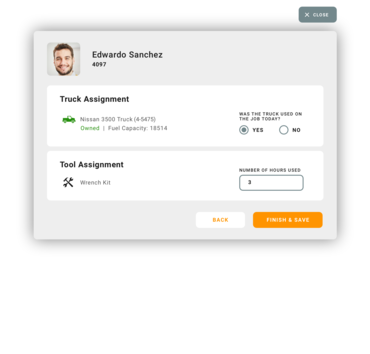 CLOSE
Edwardo Sanchez
4097
Truck Assignment
Nissan 3500 Truck (4-5475)
Owned | Fuel Capacity: 18514
WAS THE TRUCK USED ON
THE JOB TODAY?
YES
NO
Tool Assignment
Wrench Kit
NUMBER OF HOURS USED
3
BACK
FINISH & SAVE